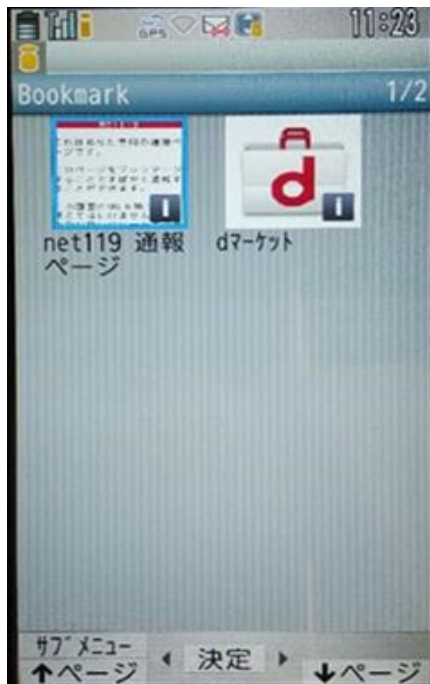 GPS
11:23
Bookmark 1/2
net119 通報
ページ
dマーケット
サブメニュー
↑ページ
決定
↓ページ